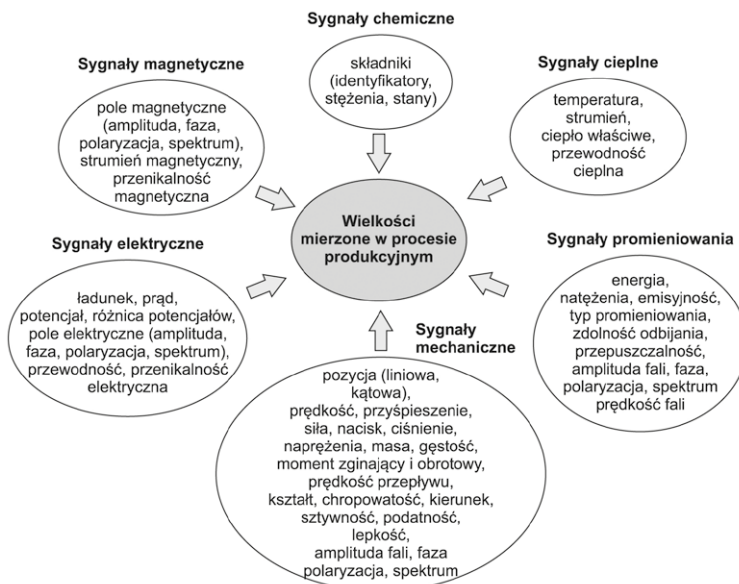 Sygnały chemiczne
składniki
(identyfikatory,
stężenia, stany)
Sygnały magnetyczne
pole magnetyczne
(amplituda, faza,
polaryzacja, spektrum),
strumień magnetyczny,
przenikalność
magnetyczna
Sygnały cieplne
temperatura,
strumień,
ciepło właściwe,
przewodność
cieplna
Wielkości
mierzone w procesie
produkcyjnym
Sygnały elektryczne
ładunek, prąd,
potencjał, różnica potencjałów,
pole elektryczne (amplituda,
faza, polaryzacja, spektrum),
przewodność, przenikalność
elektryczna
Sygnały promieniowania
energia,
natężenia, emisyjność,
typ promieniowania,
zdolność odbijania,
przepuszczalność,
amplituda fali, faza,
polaryzacja, spektrum
prędkość fali
Sygnały
mechaniczne
pozycja (liniowa,
kątowa),
prędkość, przyśpieszenie,
siła, nacisk, ciśnienie,
naprężenia, masa, gęstość,
moment zginający i obrotowy,
prędkość przepływu,
kształt, chropowatość, kierunek,
sztywność, podatność,
lepkość,
amplituda fali, faza
polaryzacja, spektrum